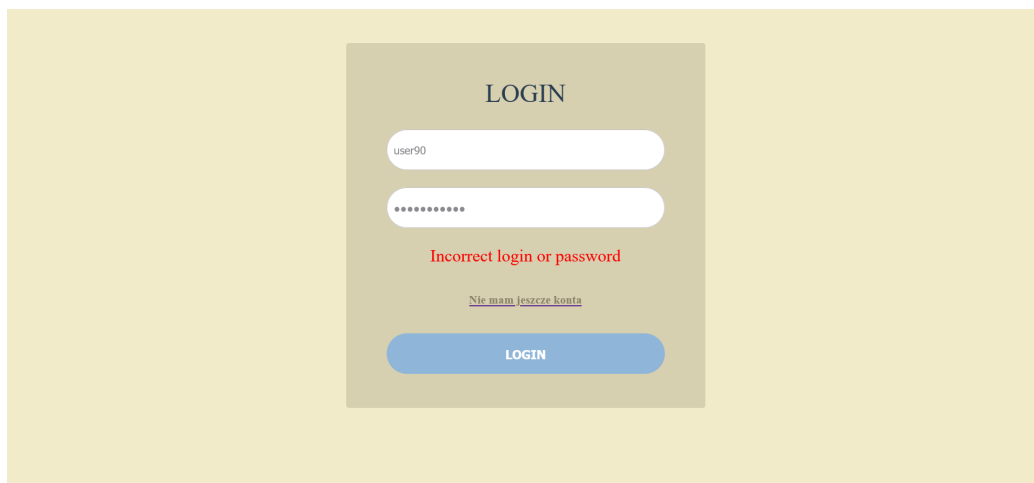 LOGIN
user90
•••••••••••
Incorrect login or password
Nie mam jeszcze konta
LOGIN